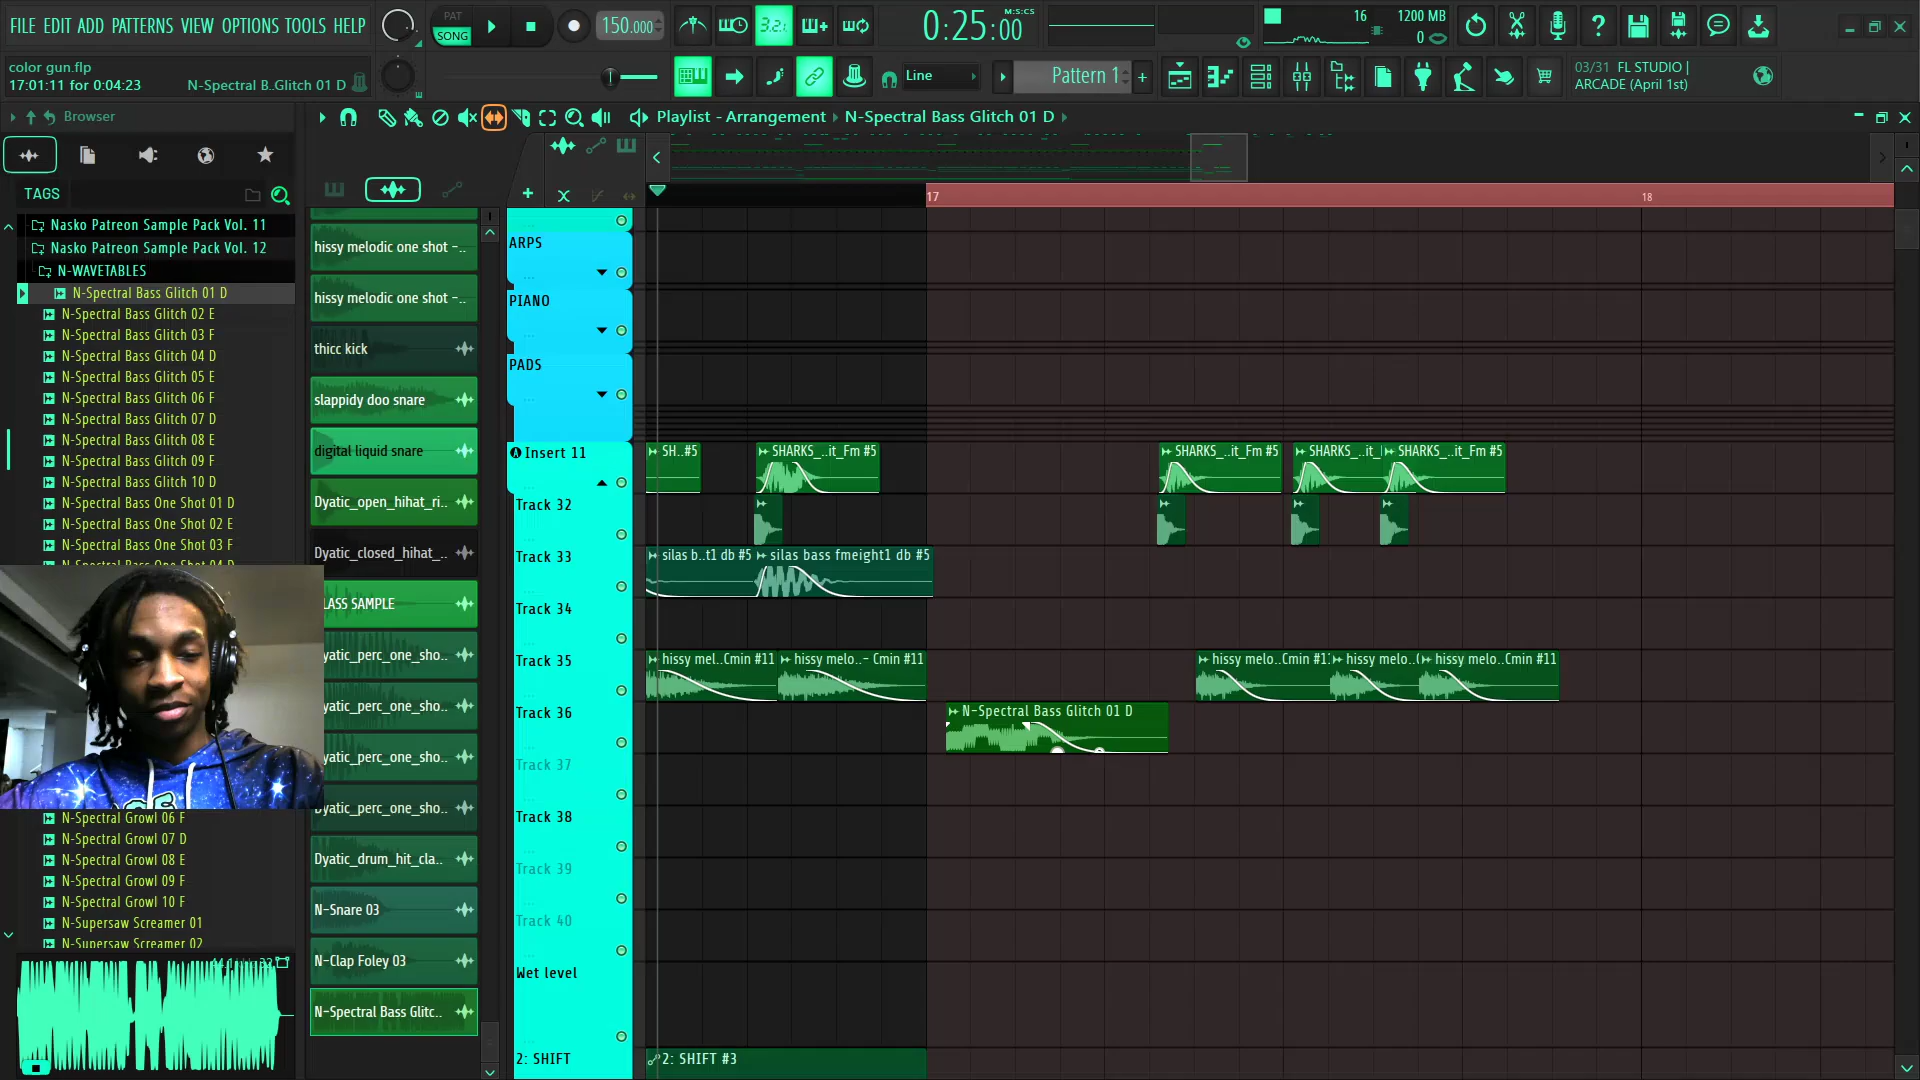 FILE EDIT ADD PATTERNS VIEW OPTIONS TOOLS HELP
PAT
SONG
150.000
3.2.1
0:25:00
M:S:CS
16
1200 MB
0
color gun.flp
17:01:11 for 0:04:23
N-Spectral B..Glitch 01 D
Line
Pattern 1
03/31 FL STUDIO |
ARCADE (April 1st)
Browser
Playlist - Arrangement
N-Spectral Bass Glitch 01 D
TAGS
Nasko Patreon Sample Pack Vol. 11
Nasko Patreon Sample Pack Vol. 12
N-WAVETABLES
N-Spectral Bass Glitch 01 D
N-Spectral Bass Glitch 02 E
N-Spectral Bass Glitch 03 F
N-Spectral Bass Glitch 04 D
N-Spectral Bass Glitch 05 E
N-Spectral Bass Glitch 06 F
N-Spectral Bass Glitch 07 D
N-Spectral Bass Glitch 08 E
N-Spectral Bass Glitch 09 F
N-Spectral Bass Glitch 10 D
N-Spectral Bass One Shot 01 D
N-Spectral Bass One Shot 02 E
N-Spectral Bass One Shot 03 F
N-Spectral Growl 06 F
N-Spectral Growl 07 D
N-Spectral Growl 08 E
N-Spectral Growl 09 F
N-Spectral Growl 10 F
N-Supersaw Screamer 01
N-Supersaw Screamer 02
hissy melodic one shot -..
hissy melodic one shot -..
thicc kick
slappidy doo snare
digital liquid snare
Dyatic_open_hihat_ri..
Dyatic_closed_hihat_..
LASS SAMPLE
yatic_perc_one_sho..
yatic_perc_one_sho..
yatic_perc_one_sho..
Dyatic_perc_one_sho..
Dyatic_drum_hit_cla..
N-Snare 03
N-Clap Foley 03
N-Spectral Bass Glitc..
17
18
ARPS
PIANO
PADS
Insert 11
SH..#5
SHARKS_..it_Fm #5
SHARKS_..it_Fm #5
SHARKS_..it_
SHARKS_..it_Fm #5
Track 32
Track 33
silas b..t1 db #5
silas bass fmeight1 db #5
Track 34
Track 35
hissy mel..Cmin #11
hissy melo..- Cmin #11
hissy melo..Cmin #1
hissy melo..
hissy melo..Cmin #11
Track 36
N-Spectral Bass Glitch 01 D
Track 37
Track 38
Track 39
Track 40
Wet level
2: SHIFT
2: SHIFT #3